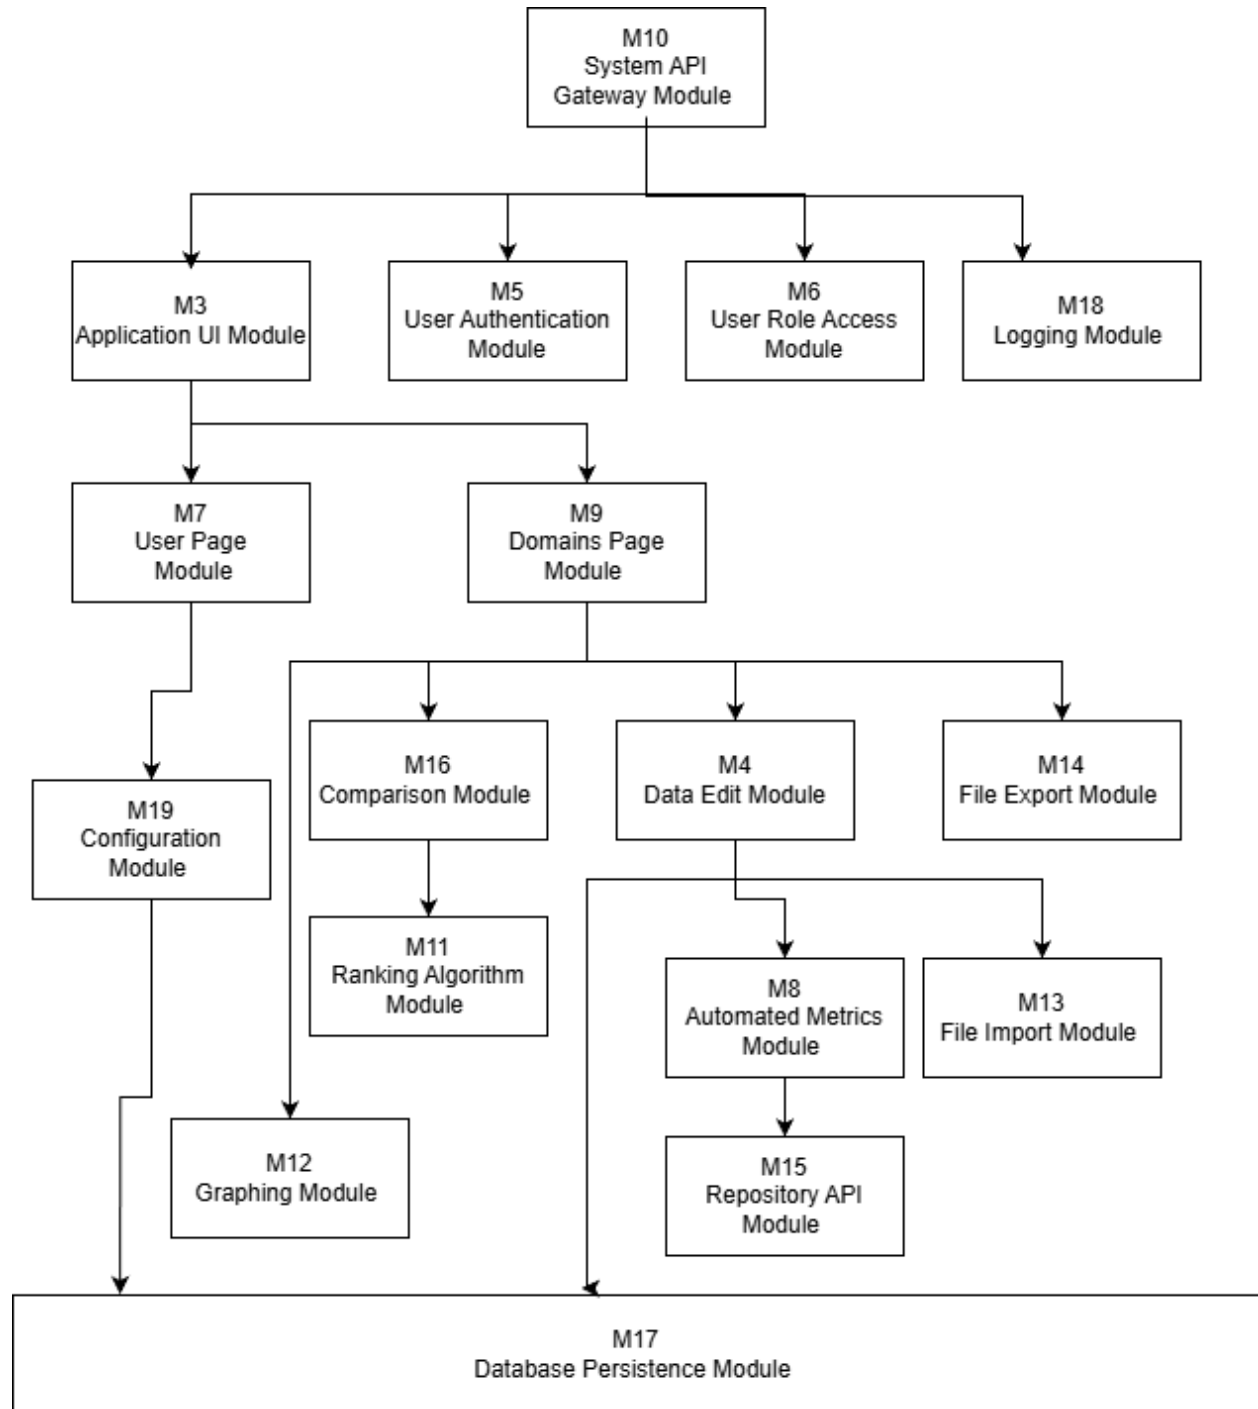 M10
System API
Gateway Module
M3
Application UI Module
M5
User Authentication
Module
M6
User Role Access
Module
M18
Logging Module
M7
User Page
Module
M9
Domains Page
Module
M16
Comparison Module
M4
Data Edit Module
M14
File Export Module
M19
Configuration
Module
M11
Ranking Algorithm
Module
M8
Automated Metrics
Module
M13
File Import Module
M12
Graphing Module
M15
Repository API
Module
M17
Database Persistence Module